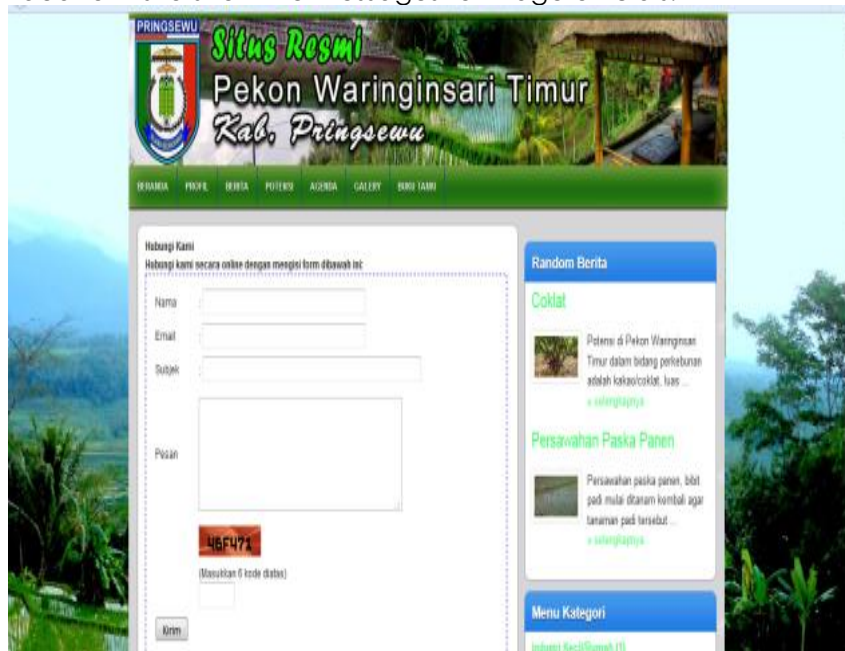 PRINGSEWU
Situs Resmi
Pekon Waringinsari Timur
Kab. Pringsewu
BERANDA PROFIL BERITA POTENSI AGENDA GALERY BUKU TAMU
Hubungi Kami
Hubungi kami secara online dengan mengisi form dibawah ini:
Nama :
Email :
Subjek :
Pesan
46F471
(Masukkan 6 kode diatas)
Kirim
Random Berita
Coklat
Potensi di Pekon Waringinsari
Timur dalam bidang perkebunan
adalah kakao/coklat, luas ...
» selengkapnya
Persawahan Paska Panen
Persawahan paska panen, bibit
padi mulai ditanam kembali agar
tanaman padi tersebut ...
» selengkapnya
Menu Kategori